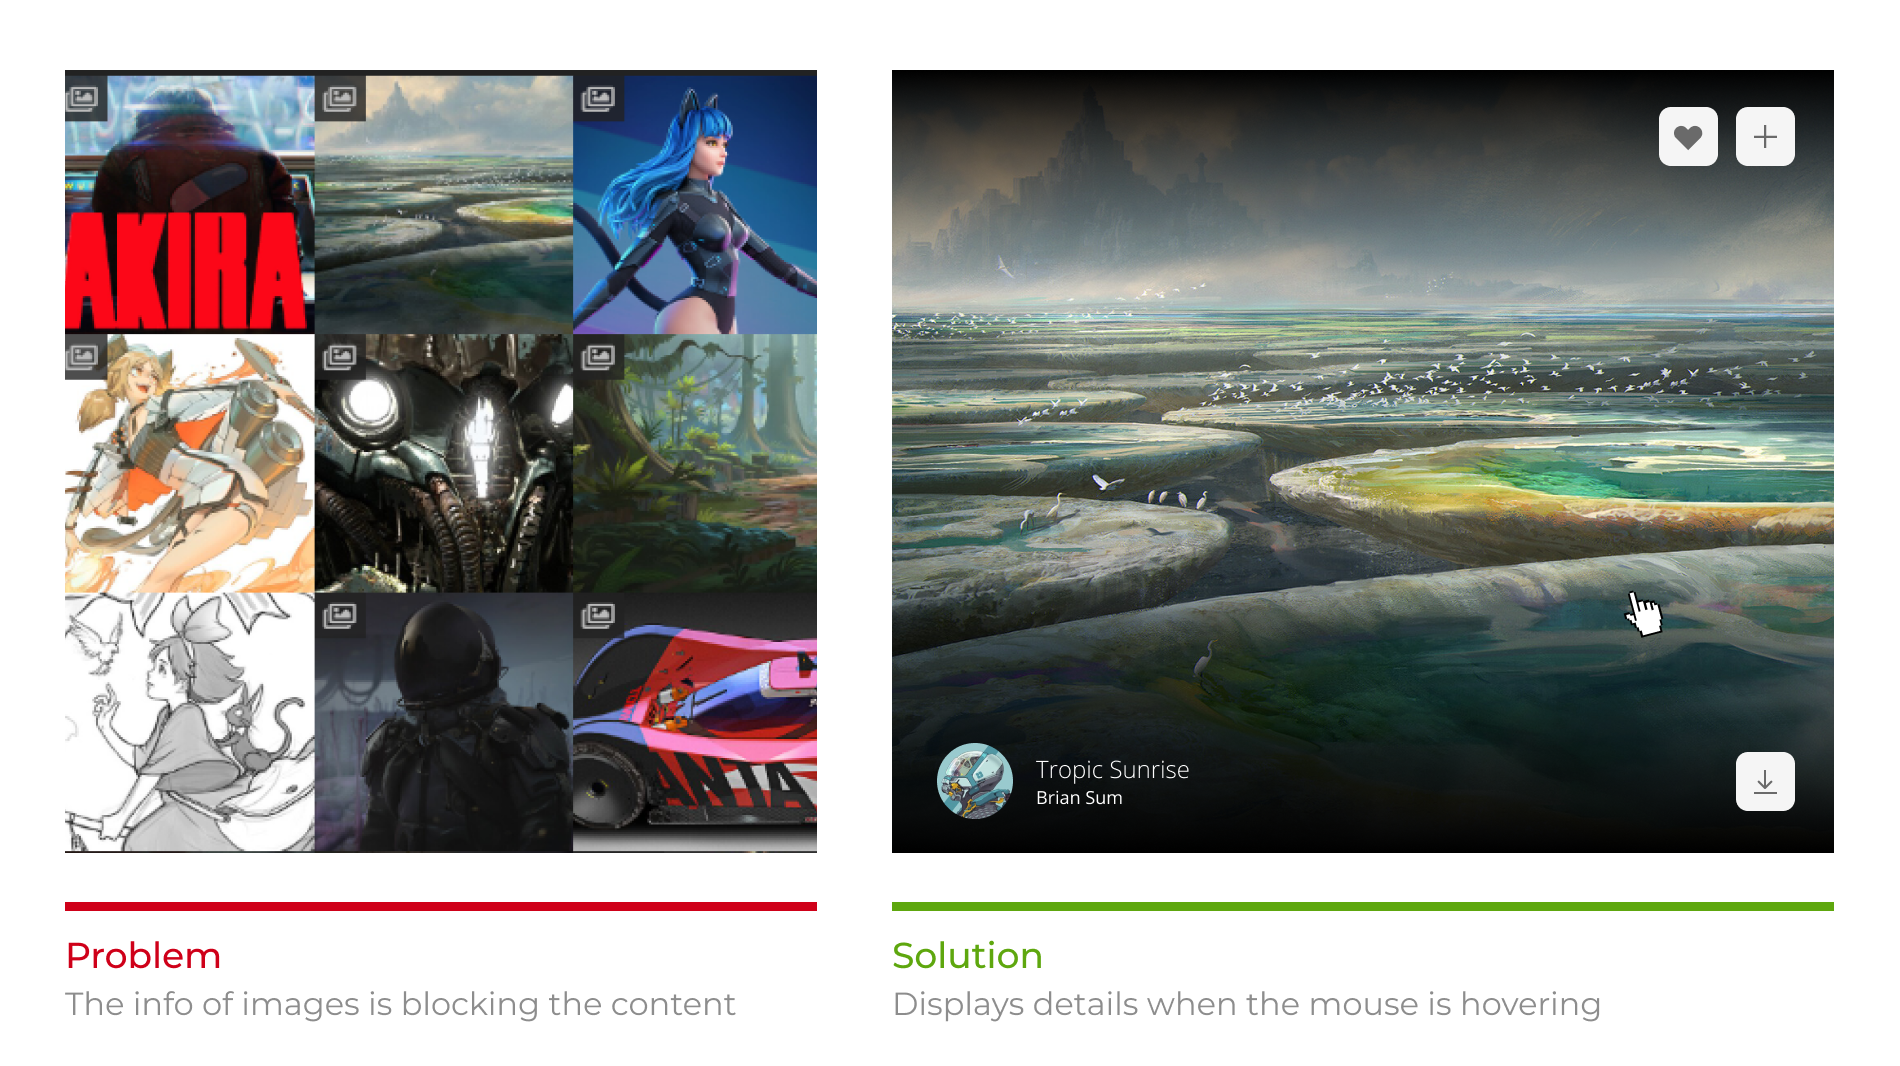 AKIRA
ANJA
Tropic Sunrise
Brian Sum
Problem
The info of images is blocking the content
Solution
Displays details when the mouse is hovering